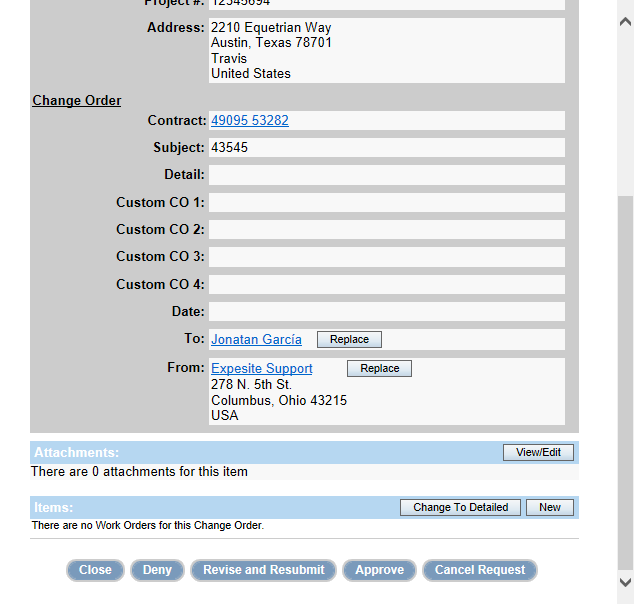 Project #: 12345694
Address: 2210 Equetrian Way
Austin, Texas 78701
Travis
United States
Change Order
Contract: 49095 53282
Subject: 43545
Detail:
Custom CO 1:
Custom CO 2:
Custom CO 3:
Custom CO 4:
Date:
To: Jonatan García Replace
From: Expesite Support Replace
278 N. 5th St.
Columbus, Ohio 43215
USA
Attachments: View/Edit
There are 0 attachments for this item
Items: Change To Detailed New
There are no Work Orders for this Change Order.
Close Deny Revise and Resubmit Approve Cancel Request